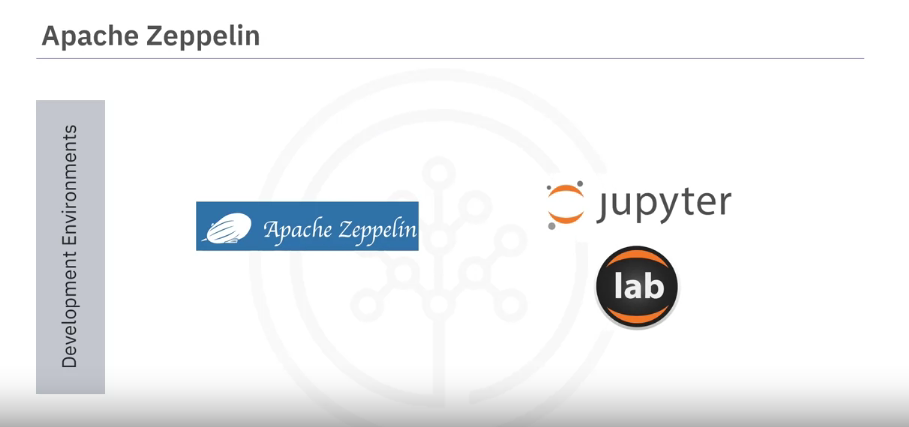 Apache Zeppelin
Development Environments
Apache Zeppelin
jupyter
lab